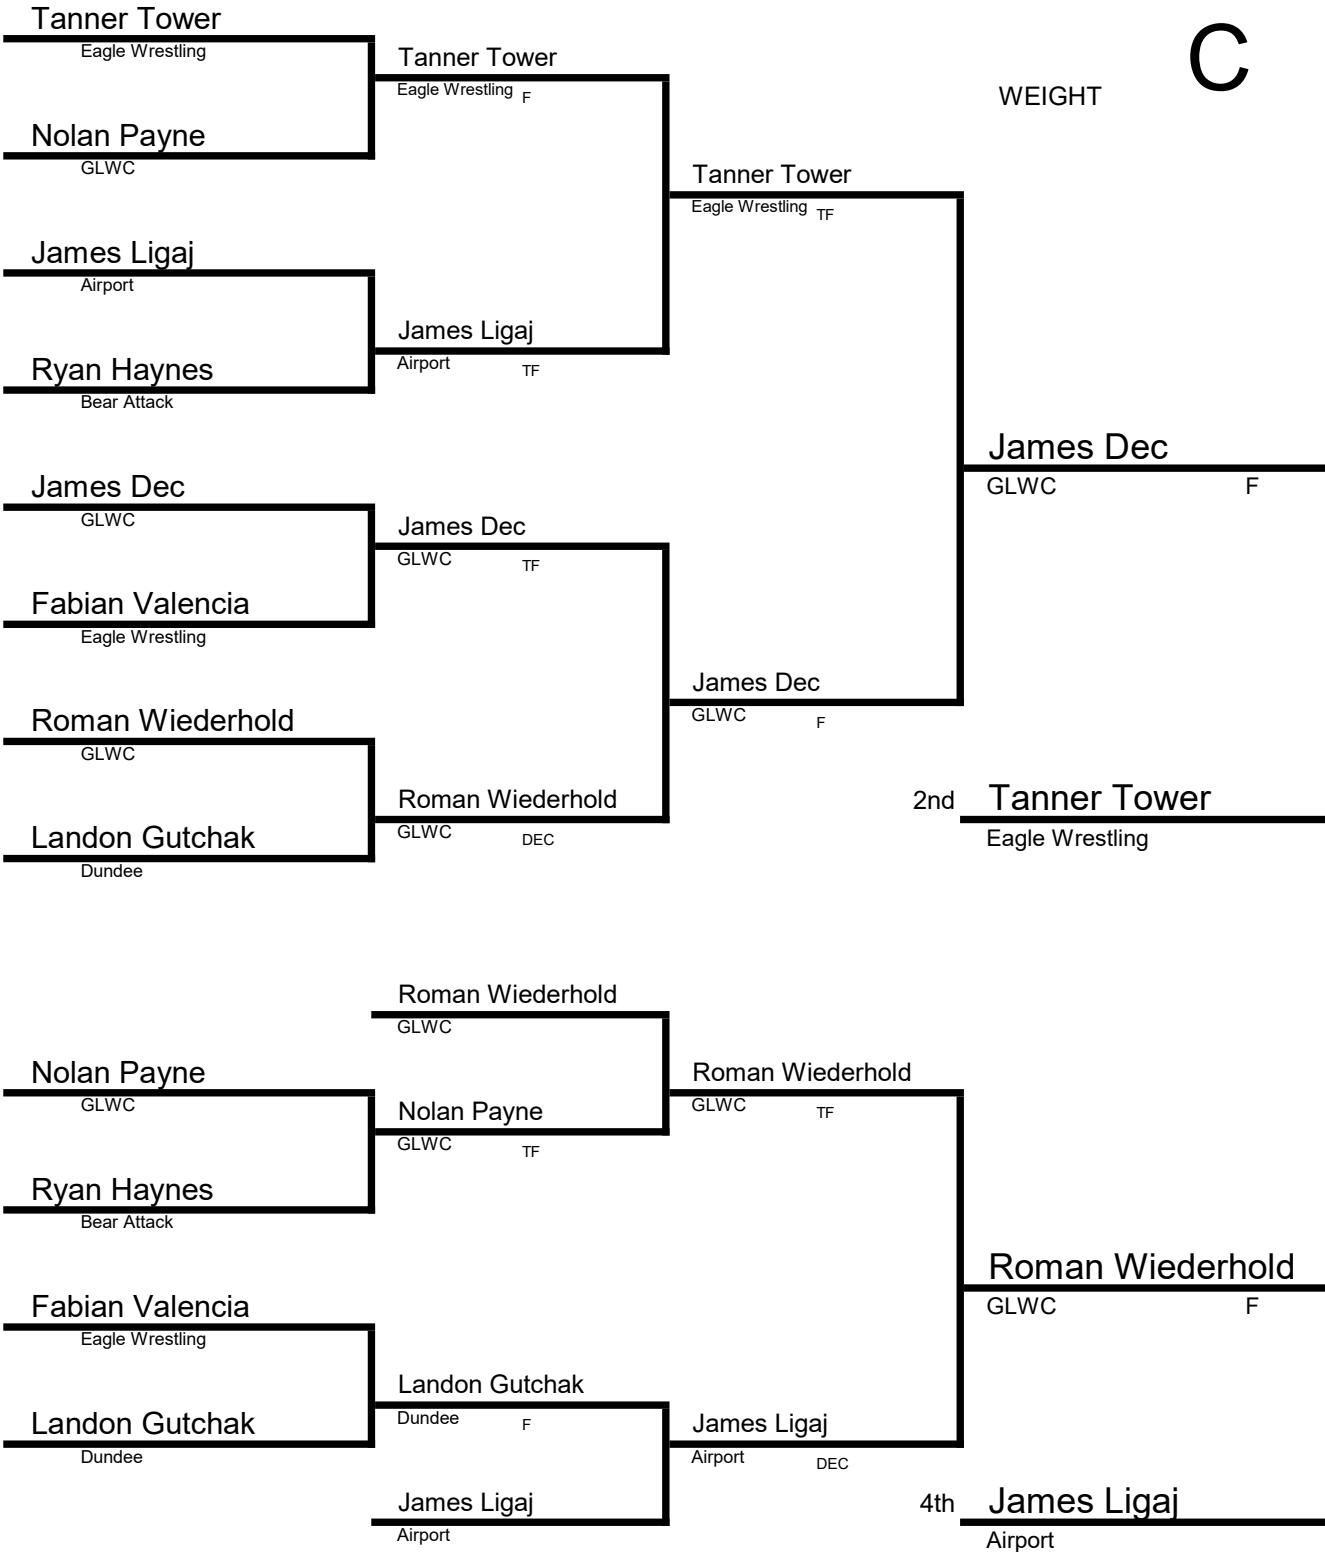 Tanner Tower
Eagle Wrestling
Tanner Tower
Eagle Wrestling F
C
WEIGHT
Nolan Payne
GLWC
Tanner Tower
Eagle Wrestling TF
James Ligaj
Airport
James Ligaj
Airport TF
Ryan Haynes
Bear Attack
James Dec
GLWC F
James Dec
GLWC
James Dec
GLWC TF
Fabian Valencia
Eagle Wrestling
James Dec
GLWC F
Roman Wiederhold
GLWC
Roman Wiederhold
GLWC DEC
2nd Tanner Tower
Eagle Wrestling
Landon Gutchak
Dundee
Roman Wiederhold
GLWC
Nolan Payne
GLWC
Roman Wiederhold
GLWC TF
Nolan Payne
GLWC TF
Ryan Haynes
Bear Attack
Roman Wiederhold
GLWC F
Fabian Valencia
Eagle Wrestling
Landon Gutchak
Dundee F
Landon Gutchak
Dundee
James Ligaj
Airport DEC
James Ligaj
Airport
4th James Ligaj
Airport